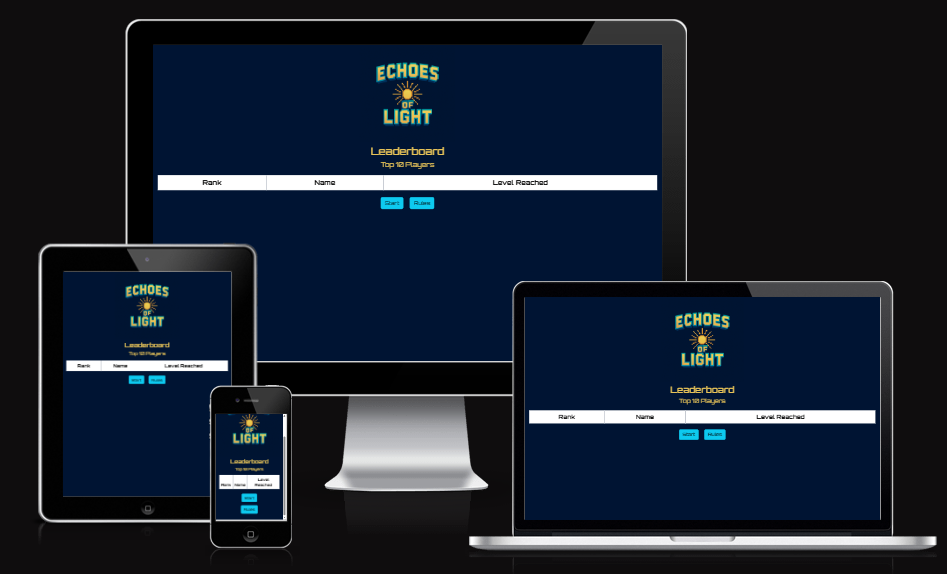 ECHOES
OF
LIGHT
Leaderboard
Top 10 Players
Rank Name Level Reached
Start Rules
ECHOES
OF
LIGHT
Leaderboard
Top 10 Players
Rank Name Level Reached
Start Rules
OF
LIGHT
Leaderboard
Top 10 Players
Rank Name Level Reached
Start
Rules
ECHOES
OF
LIGHT
Leaderboard
Top 10 Players
Rank Name Level Reached
Start Rules